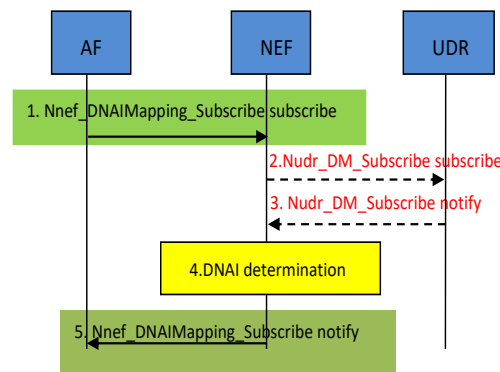 AF
NEF
UDR
1. Nnef_DNAIMapping_Subscribe subscribe
2.Nudr_DM_Subscribe subscribe
3. Nudr_DM_Subscribe notify
4.DNAI determination
5. Nnef_DNAIMapping_Subscribe notify